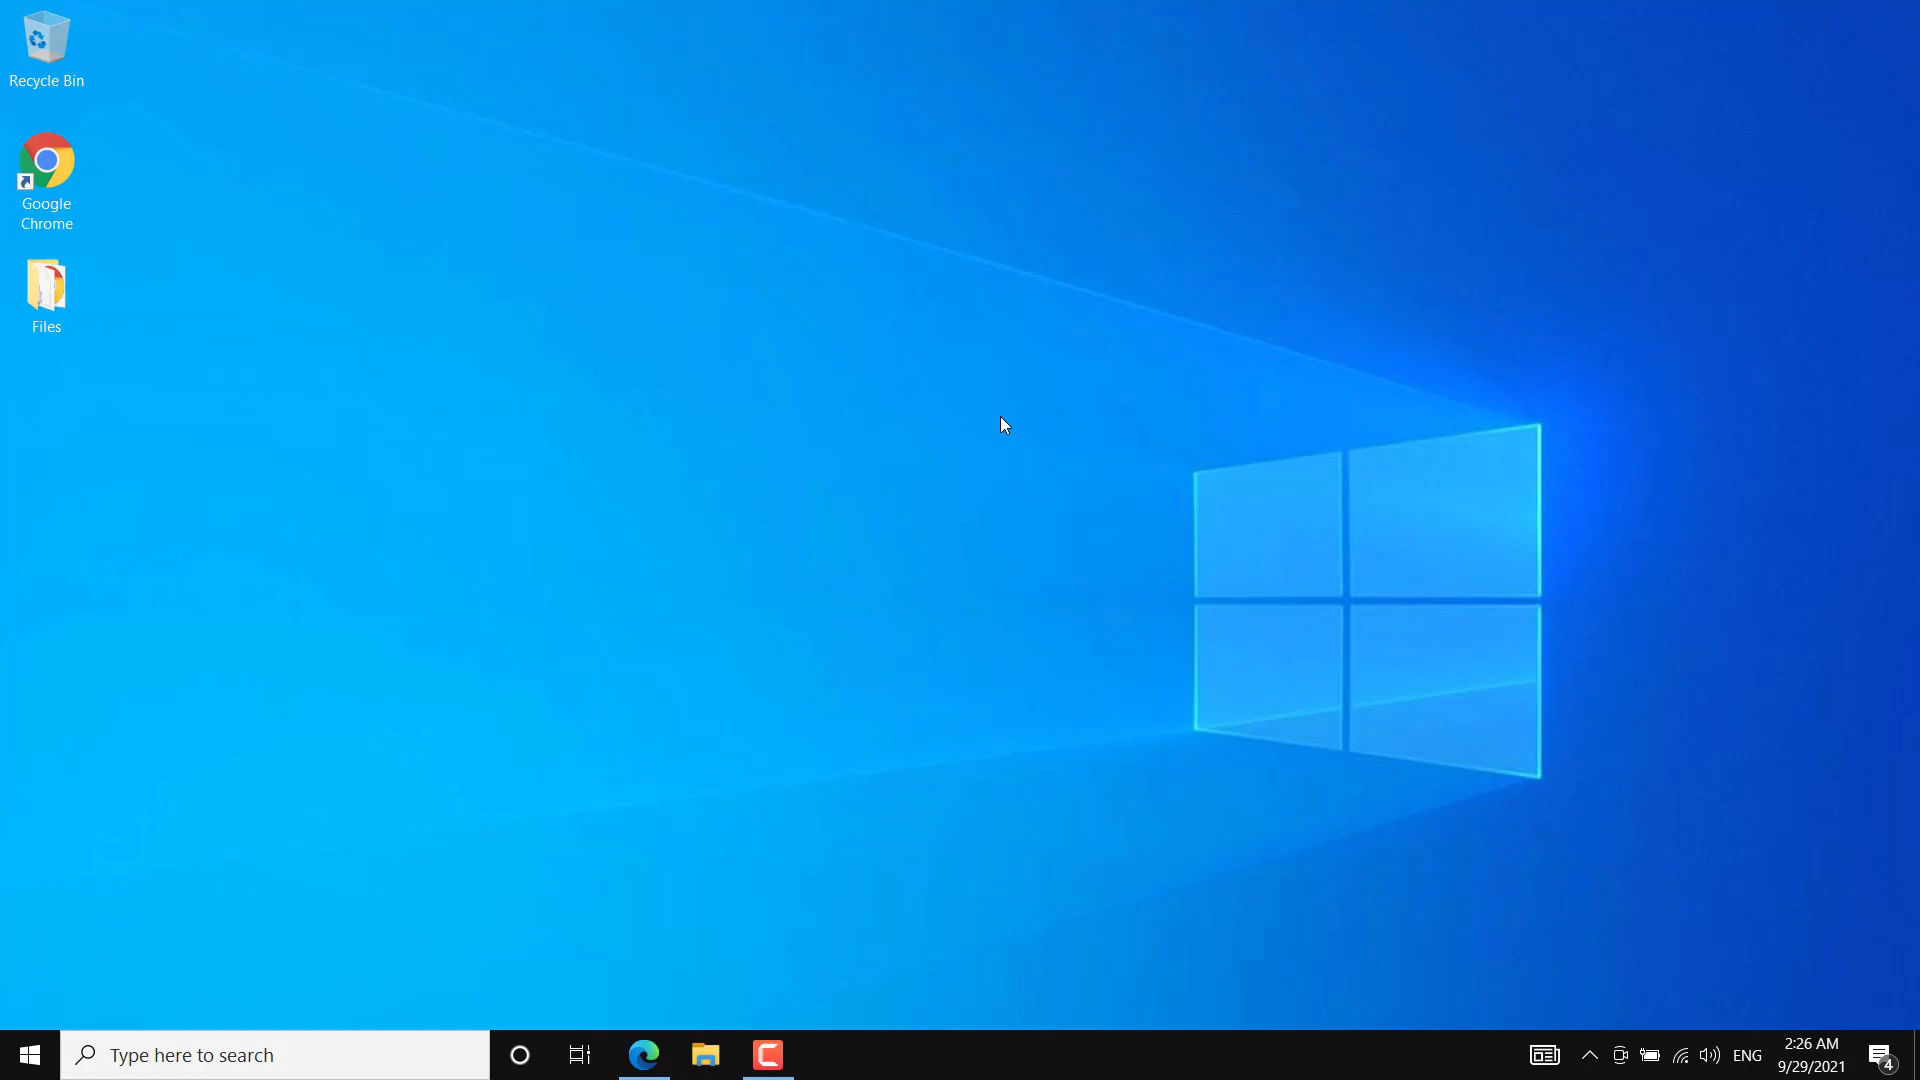 Recycle Bin
Google
Chrome
Files
Type here to search
ENG
2:26 AM
9/29/2021
4